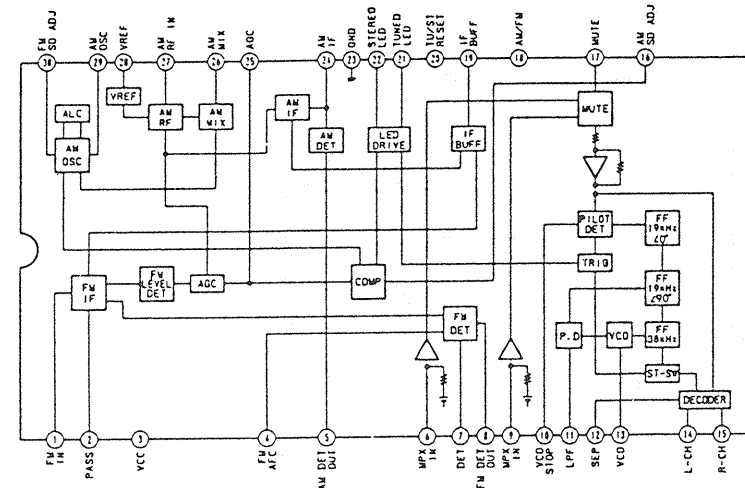 FM SD ADJ
AM OSC
VREF
AM RF IN
AM MIX
AGC
AM IF
GND
STEREO LED
TUNED LED
TU/ST RESET
IF BUFF
AM/FM
MUTE
AM SD ADJ
30
29
28
27
26
25
24
23
22
21
20
19
18
17
16
VREF
ALC
AM OSC
AM RF
AM MIX
AM IF
AM DET
LED DRIVE
IF BUFF
MUTE
PILOT DET
FF 19kHz ∠0°
TRIG
FM IF
FM LEVEL DET
AGC
COMP
FM DET
FF 19kHz ∠90°
P.D
VCO
FF 38kHz
ST-SW
DECODER
1
2
3
4
5
6
7
8
9
10
11
12
13
14
15
FM IN
PASS
VCC
FM AFC
AM DET OUT
MPX IN
DET
FM DET OUT
MPX IN
VCO STOP
LPF
SEP
VCO
L-CH
R-CH